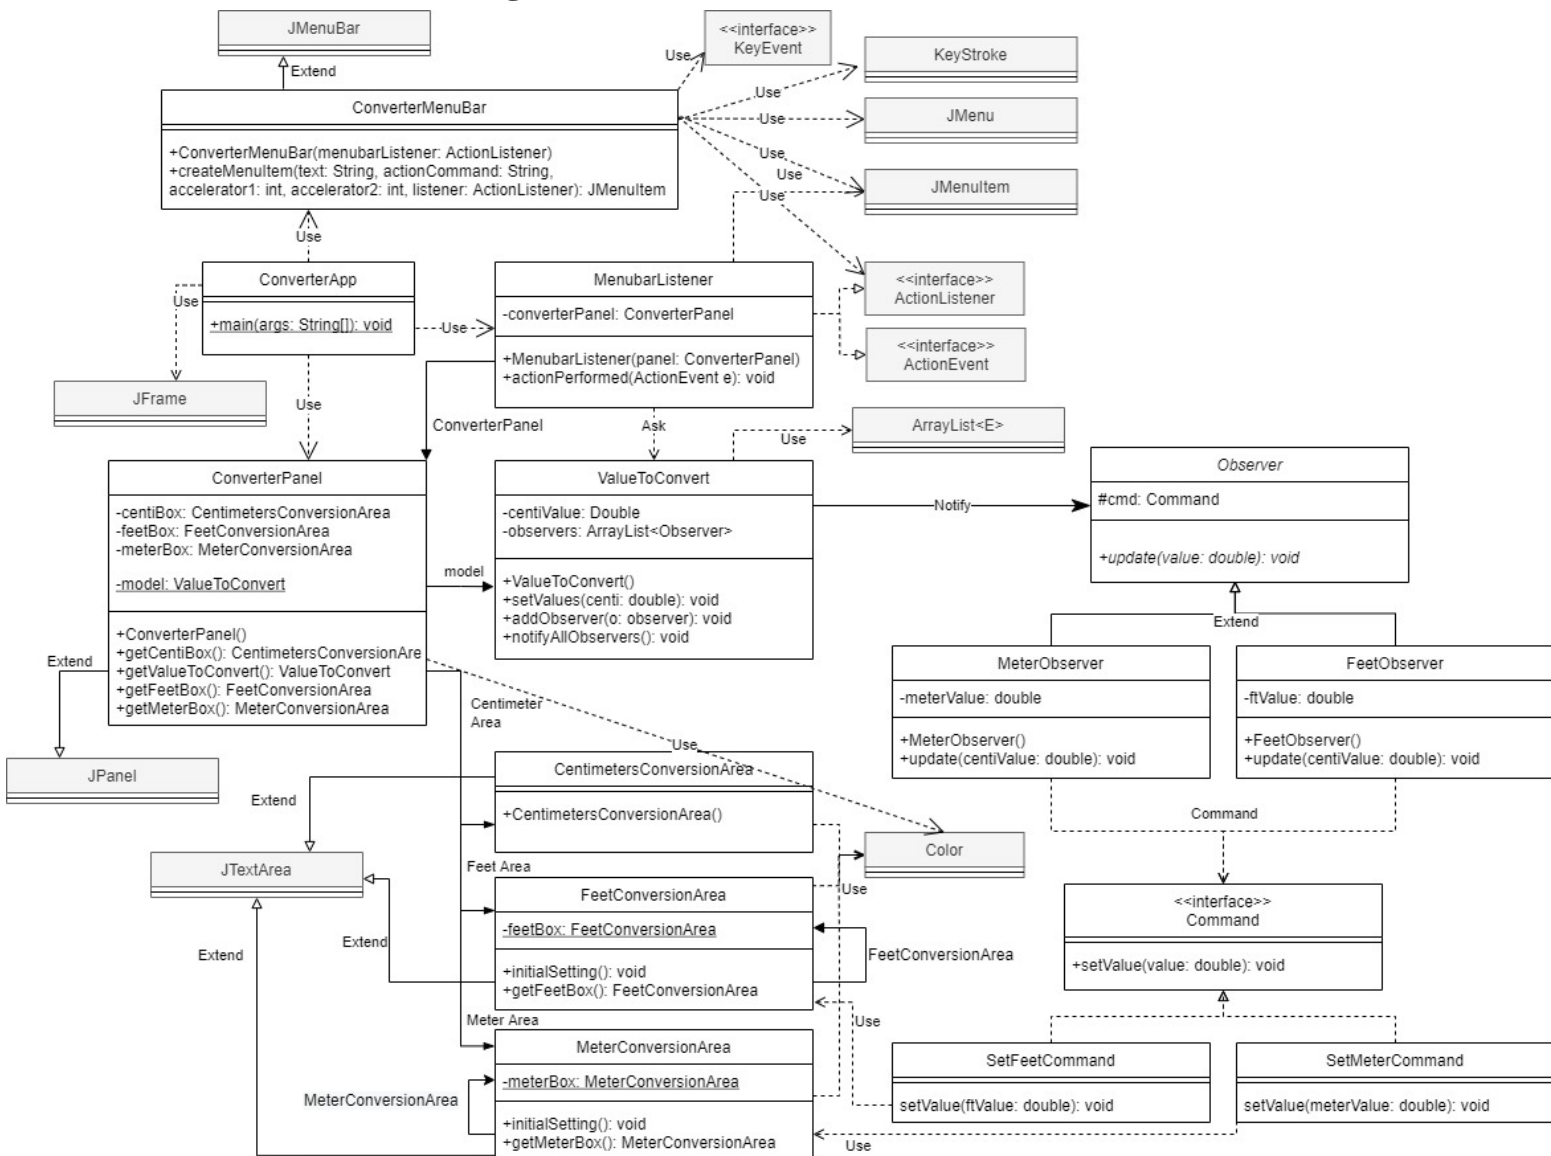 JMenuBar
Extend
<<interface>>
KeyEvent
Use
KeyStroke
Use
ConverterMenuBar
+ConverterMenuBar(menubarListener: ActionListener)
+createMenuItem(text: String, actionCommand: String,
accelerator1: int, accelerator2: int, listener: ActionListener): JMenuItem
JMenu
Use
Use
Use
JMenuItem
Use
Use
ConverterApp
+main(args: String[]): void
Use
Use
MenubarListener
-converterPanel: ConverterPanel
+MenubarListener(panel: ConverterPanel)
+actionPerformed(ActionEvent e): void
<<interface>>
ActionListener
<<interface>>
ActionEvent
JFrame
Use
ConverterPanel
Ask
Use
ArrayList<E>
ConverterPanel
-centiBox: CentimetersConversionArea
-feetBox: FeetConversionArea
-meterBox: MeterConversionArea
-model: ValueToConvert
+ConverterPanel()
+getCentiBox(): CentimetersConversionAre
+getValueToConvert(): ValueToConvert
+getFeetBox(): FeetConversionArea
+getMeterBox(): MeterConversionArea
model
ValueToConvert
-centiValue: Double
-observers: ArrayList<Observer>
+ValueToConvert()
+setValues(centi: double): void
+addObserver(o: observer): void
+notifyAllObservers(): void
Notify
Observer
#cmd: Command
+update(value: double): void
Extend
MeterObserver
-meterValue: double
+MeterObserver()
+update(centiValue: double): void
FeetObserver
-ftValue: double
+FeetObserver()
+update(centiValue: double): void
Extend
JPanel
Centimeter
Area
Use
CentimetersConversionArea
+CentimetersConversionArea()
Extend
Command
JTextArea
Feet Area
Color
Use
FeetConversionArea
-feetBox: FeetConversionArea
+initialSetting(): void
+getFeetBox(): FeetConversionArea
Extend
Extend
FeetConversionArea
<<interface>>
Command
+setValue(value: double): void
Meter Area
Use
MeterConversionArea
-meterBox: MeterConversionArea
+initialSetting(): void
+getMeterBox(): MeterConversionArea
MeterConversionArea
SetFeetCommand
setValue(ftValue: double): void
SetMeterCommand
setValue(meterValue: double): void
Use